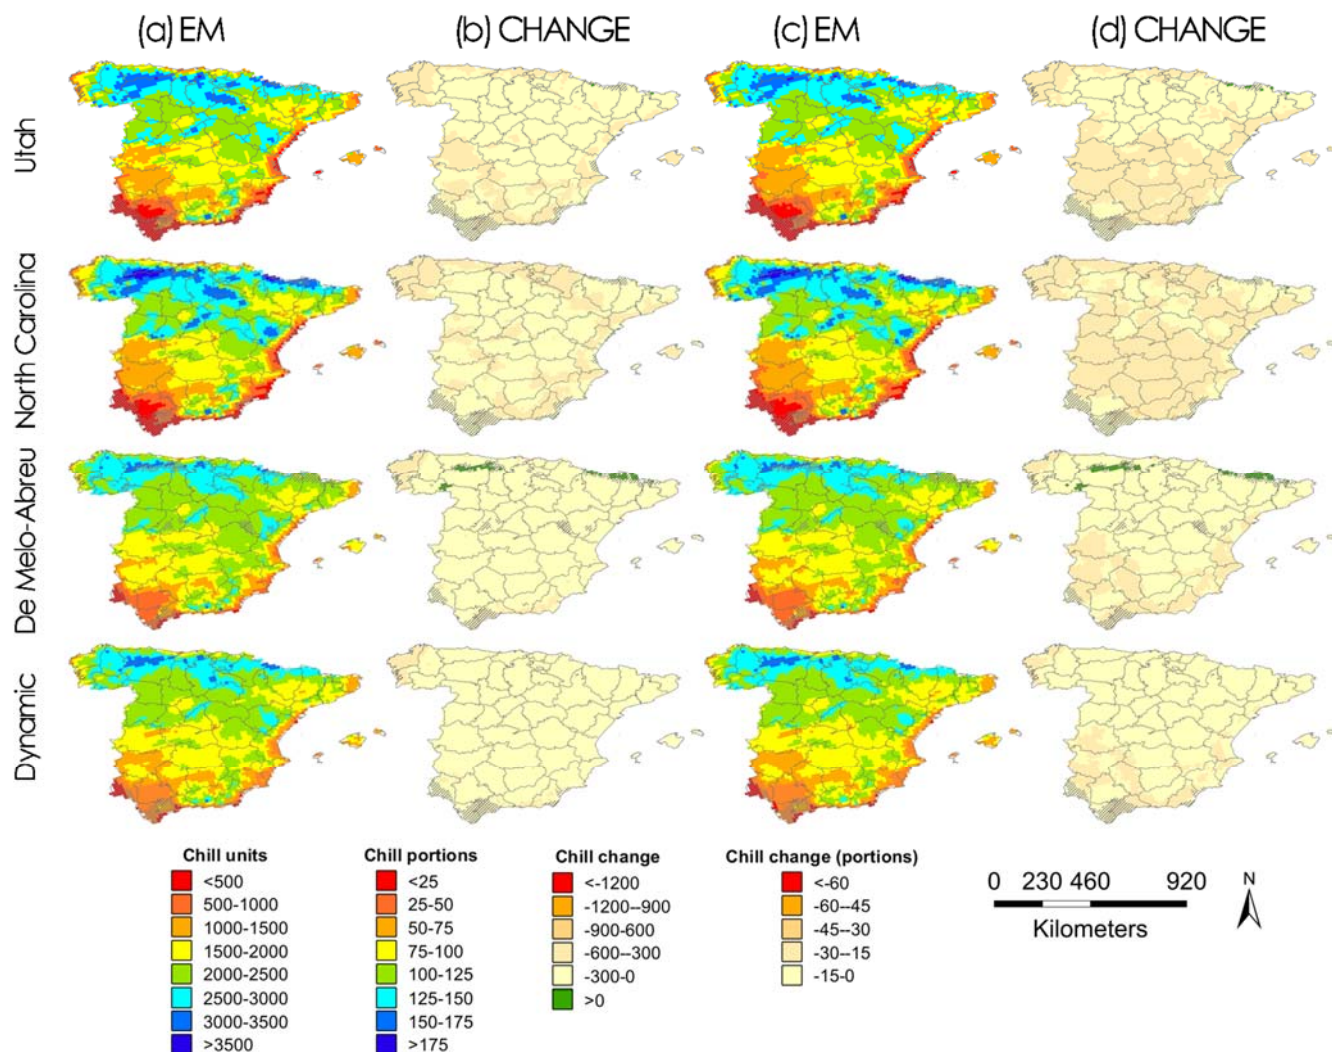 (a) EM
(b) CHANGE
(c) EM
(d) CHANGE
Utah
North Carolina
De Melo-Abreu
Dynamic
Chill units
<500
500-1000
1000-1500
1500-2000
2000-2500
2500-3000
3000-3500
>3500
Chill portions
<25
25-50
50-75
75-100
100-125
125-150
150-175
>175
Chill change
<-1200
-1200--900
-900-600
-600--300
-300-0
>0
Chill change (portions)
<-60
-60--45
-45--30
-30--15
-15-0
0 230 460 920
Kilometers
N